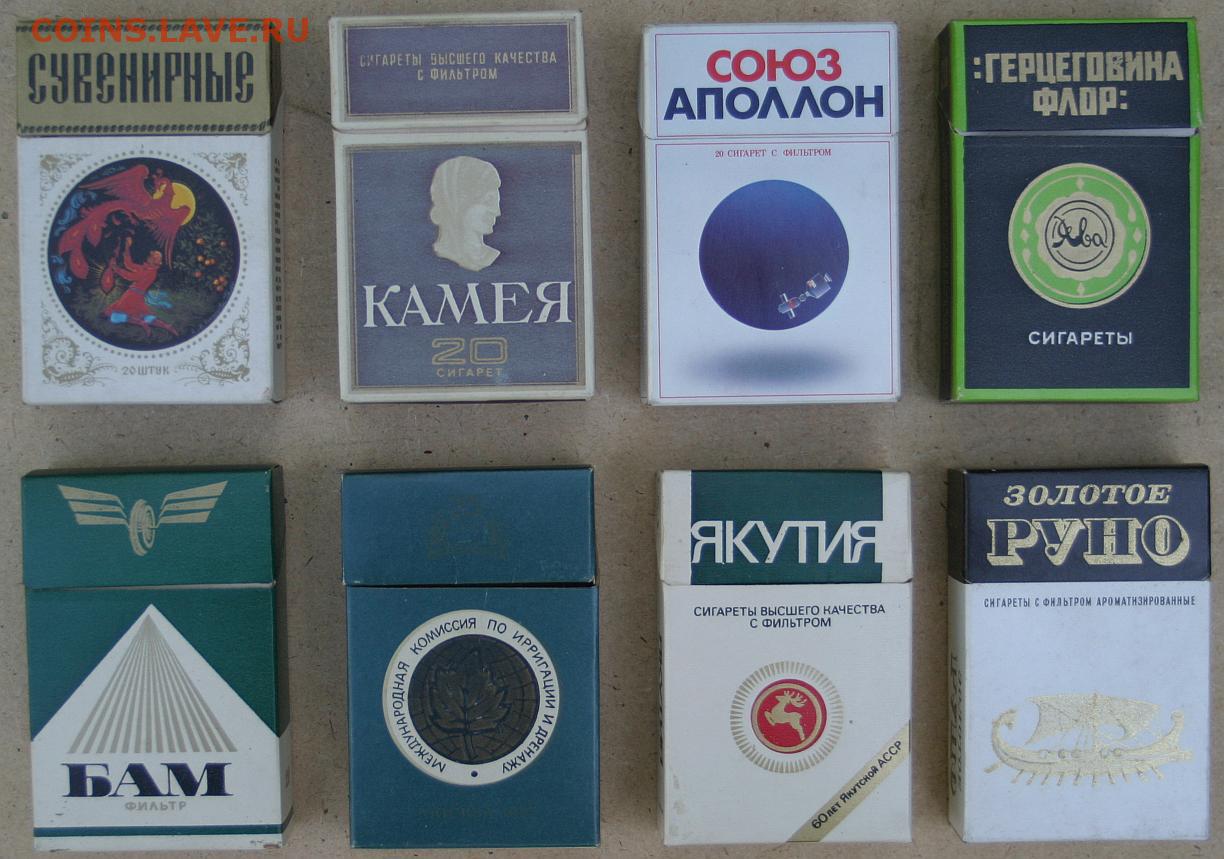 COINS.LAVE.RU
СУВЕНИРНЫЕ
20 ШТУК
СИГАРЕТЫ ВЫСШЕГО КАЧЕСТВА
С ФИЛЬТРОМ
КАМЕЯ
20
СИГАРЕТ
СОЮЗ
АПОЛЛОН
20 СИГАРЕТ С ФИЛЬТРОМ
:ГЕРЦЕГОВИНА
ФЛОР:
Ява
СИГАРЕТЫ
БАМ
ФИЛЬТР
МЕЖДУНАРОДНАЯ КОМИССИЯ ПО ИРРИГАЦИИ И ДРЕНАЖУ
ЯКУТИЯ
СИГАРЕТЫ ВЫСШЕГО КАЧЕСТВА
С ФИЛЬТРОМ
60 ЛЕТ ЯКУТСКОЙ АССР
ЗОЛОТОЕ
РУНО
СИГАРЕТЫ С ФИЛЬТРОМ АРОМАТИЗИРОВАННЫЕ